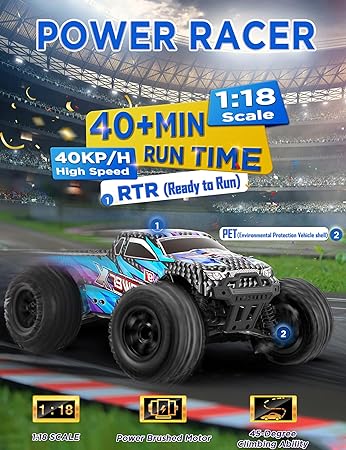 POWER RACER
1:18
Scale
40+MIN
RUN TIME
40KP/H
High Speed
1 RTR (Ready to Run)
1
PET(Environmental Protection Vehicle shell) 2
2
1:18
1:18 SCALE
Power Brushed Motor
45-Degree
Climbing Ability